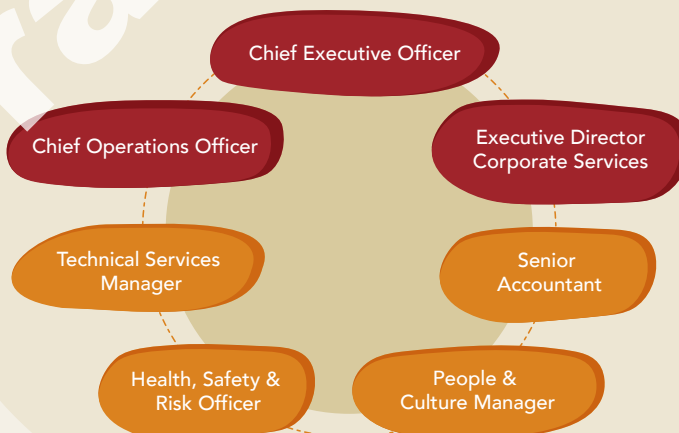 Chief Executive Officer
Chief Operations Officer
Executive Director
Corporate Services
Technical Services
Manager
Senior
Accountant
Health, Safety &
Risk Officer
People &
Culture Manager